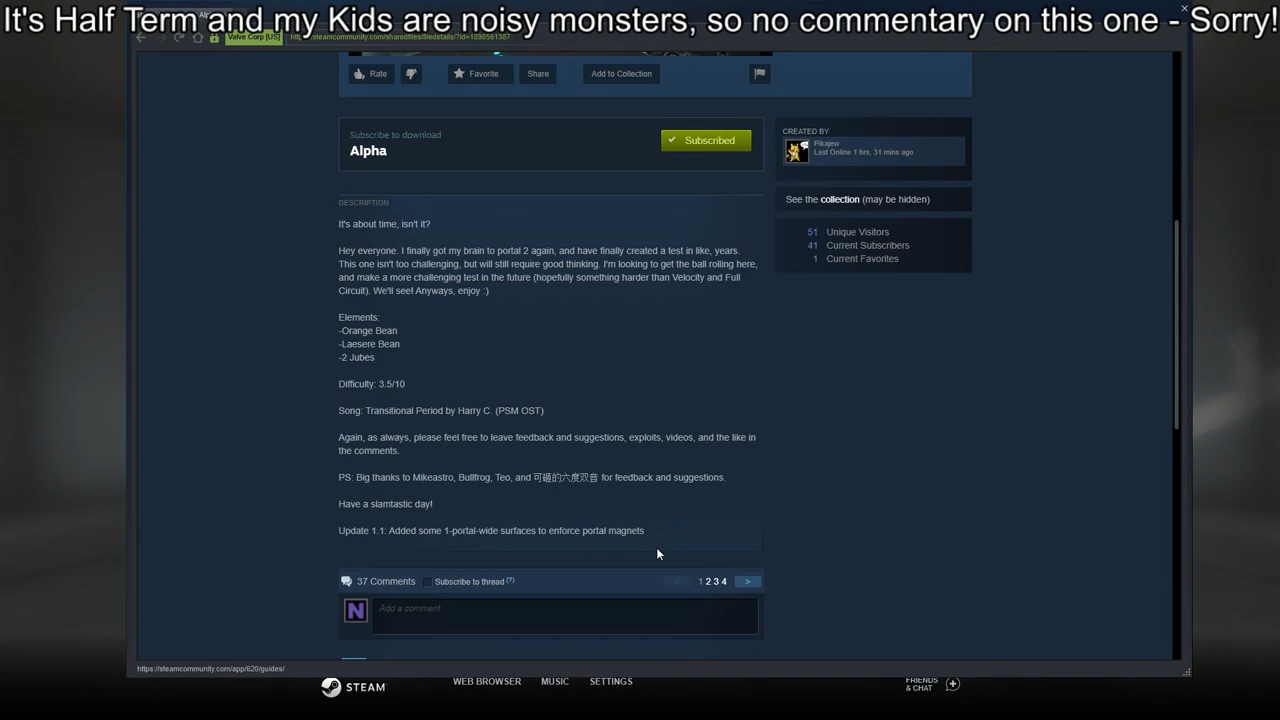 It's Half Term and my Kids are noisy monsters, so no commentary on this one - Sorry!
Valve Corp [US]
https://steamcommunity.com/sharedfiles/filedetails/?id=1890561387
Rate
Favorite
Share
Add to Collection
Subscribe to download
Alpha
Subscribed
CREATED BY
Pikajew
Last Online 1 hrs, 31 mins ago
See the collection (may be hidden)
51 Unique Visitors
41 Current Subscribers
1 Current Favorites
DESCRIPTION
It's about time, isn't it?
Hey everyone. I finally got my brain to portal 2 again, and have finally created a test in like, years.
This one isn't too challenging, but will still require good thinking. I'm looking to get the ball rolling here,
and make a more challenging test in the future (hopefully something harder than Velocity and Full
Circuit). We'll see! Anyways, enjoy :)
Elements:
-Orange Bean
-Laesere Bean
-2 Jubes
Difficulty: 3.5/10
Song: Transitional Period by Harry C. (PSM OST)
Again, as always, please feel free to leave feedback and suggestions, exploits, videos, and the like in
the comments.
PS: Big thanks to Mikeastro, Bullfrog, Teo, and 可砸的六度双音 for feedback and suggestions.
Have a slamtastic day!
Update 1.1: Added some 1-portal-wide surfaces to enforce portal magnets
37 Comments
Subscribe to thread (?)
< 1 2 3 4 >
N
Add a comment
https://steamcommunity.com/app/620/guides/
STEAM
WEB BROWSER
MUSIC
SETTINGS
FRIENDS
& CHAT